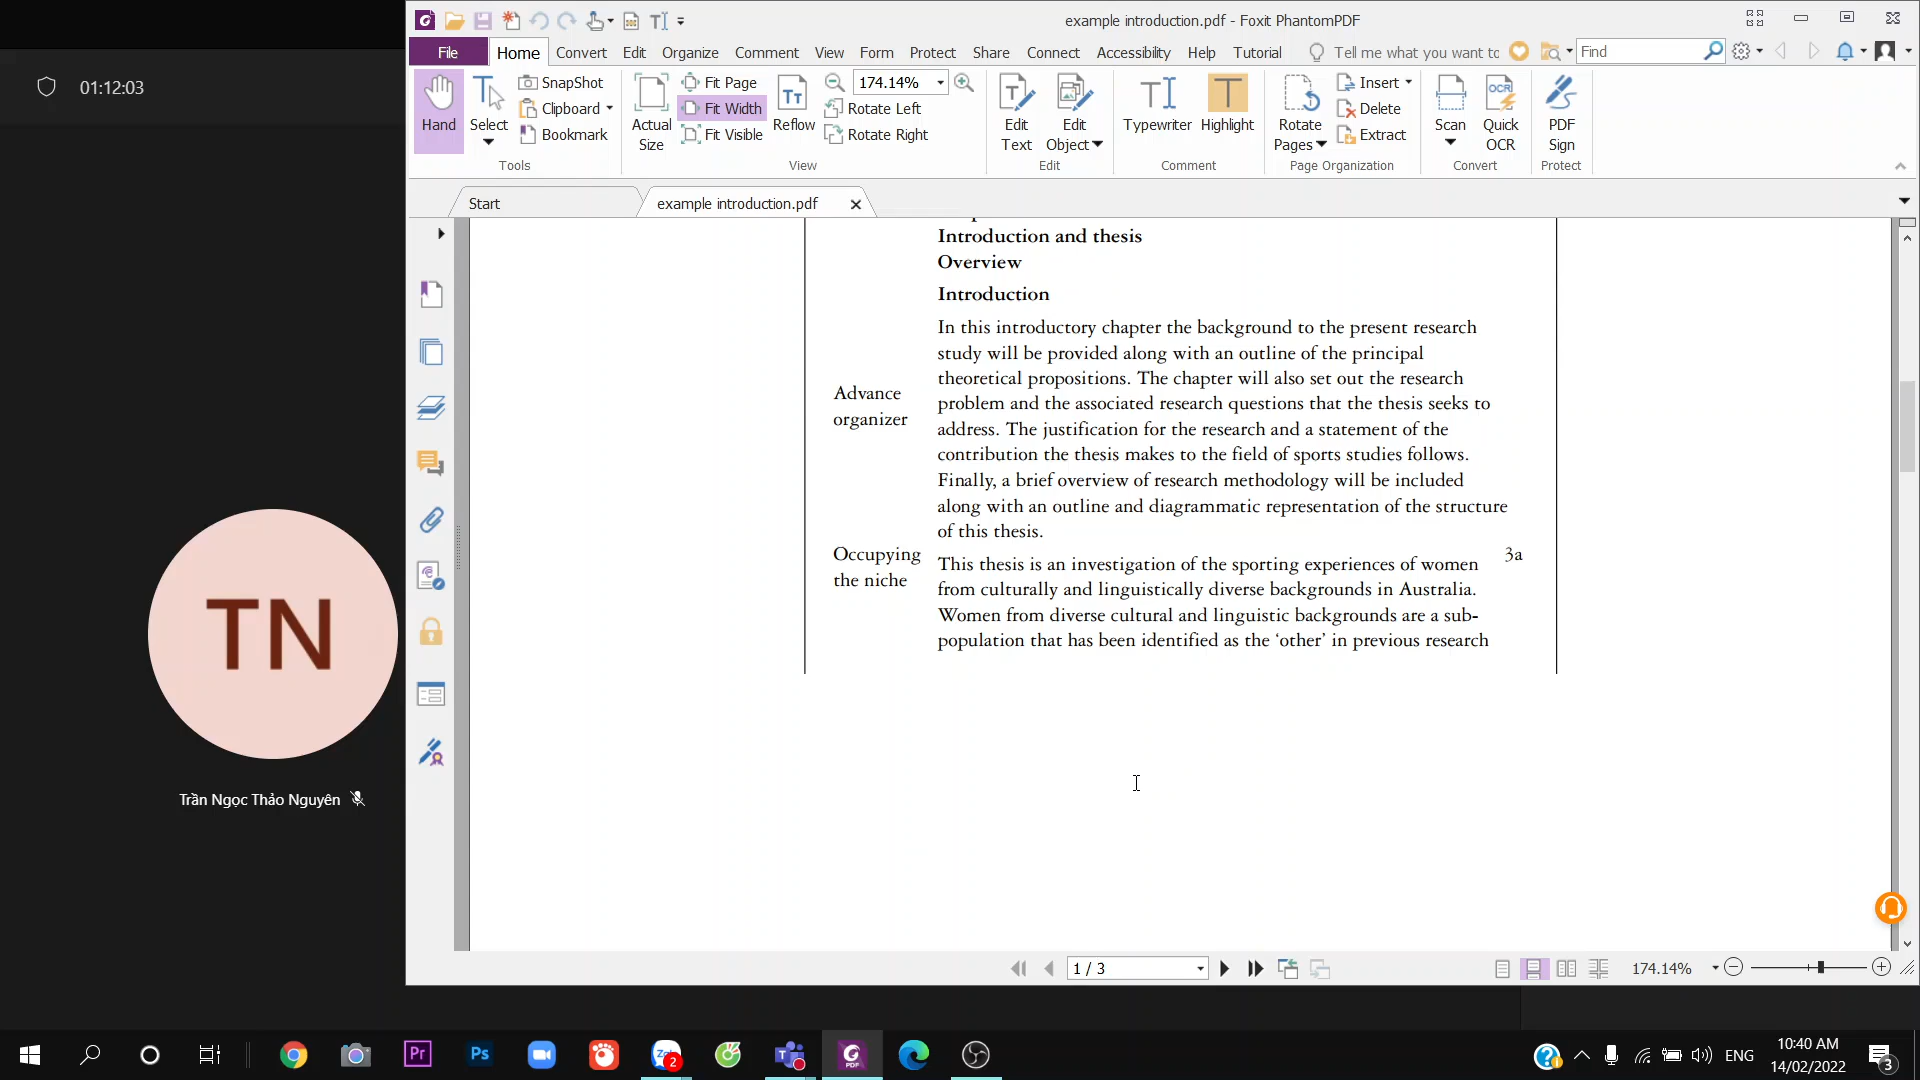 example introduction.pdf - Foxit PhantomPDF
01:12:03
File Home Convert Edit Organize Comment View Form Protect Share Connect Accessibility Help Tutorial Tell me what you want to Find
Hand
Select
SnapShot
Clipboard
Bookmark
Tools
Actual
Size
Fit Page
Fit Width
Fit Visible
Reflow
174.14%
Rotate Left
Rotate Right
View
Edit
Text
Edit
Object
Edit
Typewriter
Highlight
Comment
Rotate
Pages
Insert
Delete
Extract
Page Organization
Scan
Quick
OCR
Convert
PDF
Sign
Protect
Start
example introduction.pdf
Introduction and thesis
Overview
Introduction
Advance
organizer
In this introductory chapter the background to the present research
study will be provided along with an outline of the principal
theoretical propositions. The chapter will also set out the research
problem and the associated research questions that the thesis seeks to
address. The justification for the research and a statement of the
contribution the thesis makes to the field of sports studies follows.
Finally, a brief overview of research methodology will be included
along with an outline and diagrammatic representation of the structure
of this thesis.
Occupying
the niche
This thesis is an investigation of the sporting experiences of women
from culturally and linguistically diverse backgrounds in Australia.
Women from diverse cultural and linguistic backgrounds are a sub-
population that has been identified as the ‘other’ in previous research
3a
TN
Trần Ngọc Thảo Nguyên
1 / 3
174.14%
Pr
Ps
Zalo
2
PDF
ENG
10:40 AM
14/02/2022
3